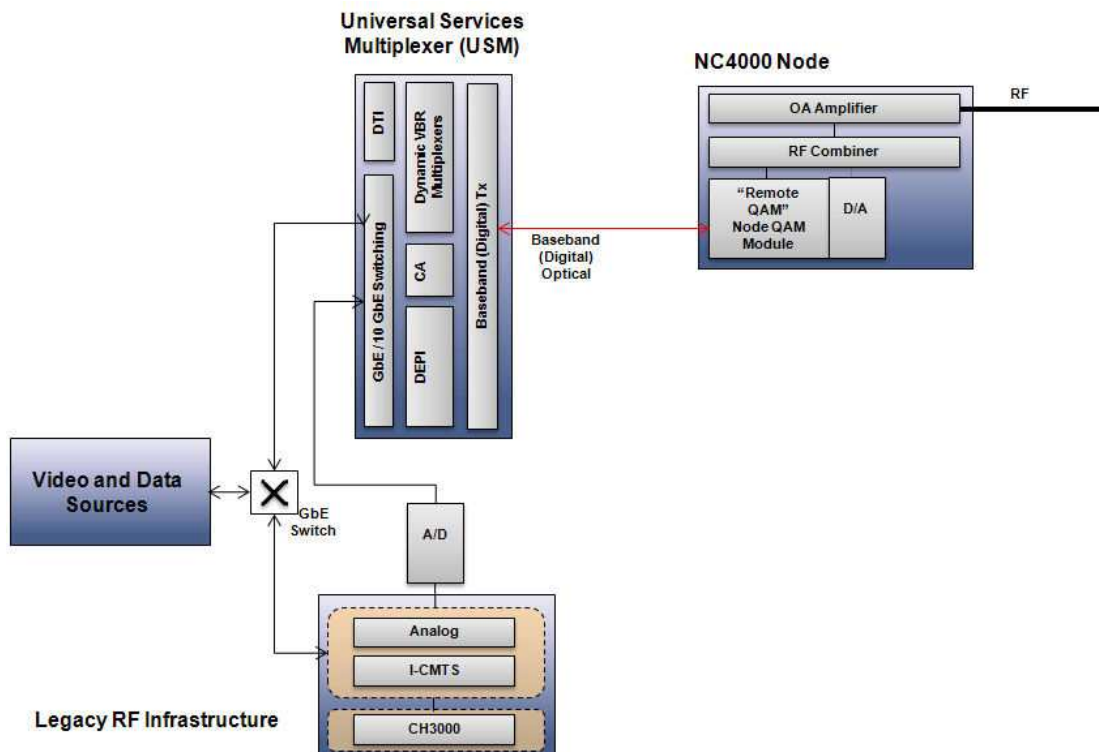 Universal Services
Multiplexer (USM)
NC4000 Node
DTI
Dynamic VBR
Multiplexers
GbE / 10 GbE Switching
CA
DEPI
Baseband (Digital) Tx
OA Amplifier
RF
RF Combiner
“Remote
QAM”
Node QAM
Module
D/A
Baseband
(Digital)
Optical
Video and Data
Sources
GbE
Switch
A/D
Analog
I-CMTS
Legacy RF Infrastructure
CH3000